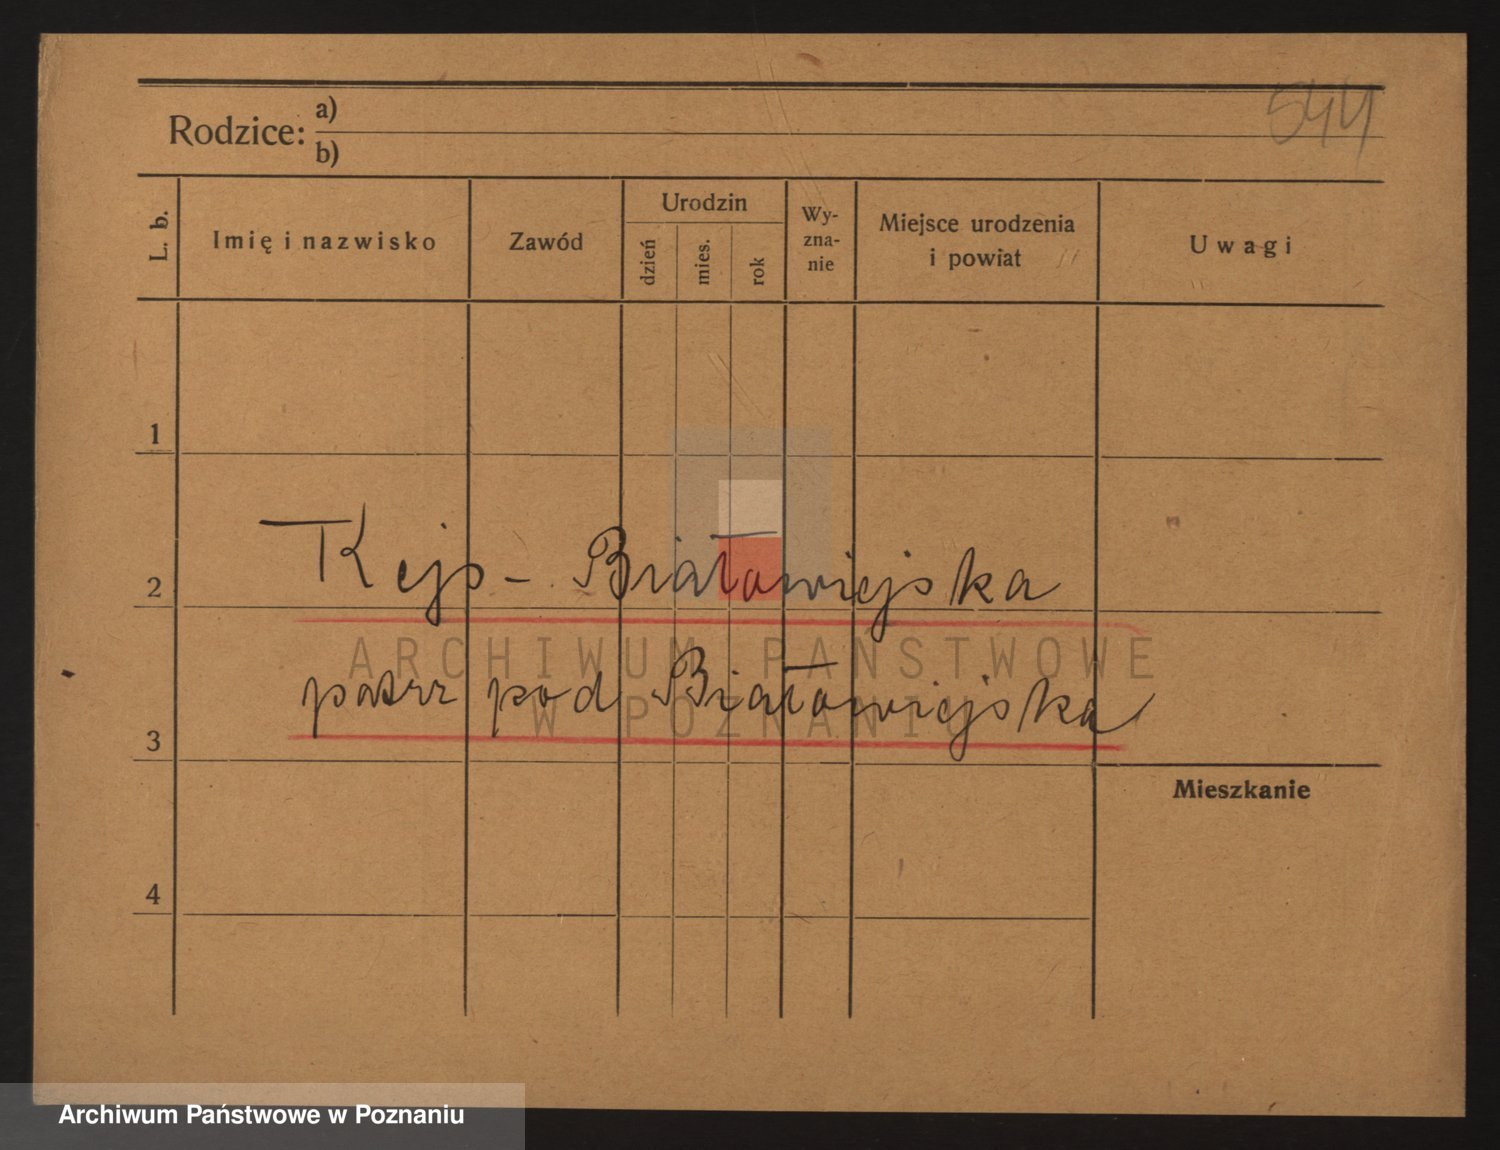 544
Rodzice: a)
b)
L. b.
Imię i nazwisko
Zawód
Urodzin
dzień
mies.
rok
Wy-
zna-
nie
Miejsce urodzenia
i powiat
Uwagi
1
2
Kejs - Białowiejska
patrz pod Białowiejska
3
Mieszkanie
4
ARCHIWUM PAŃSTWOWE
W POZNANIU
Archiwum Państwowe w Poznaniu